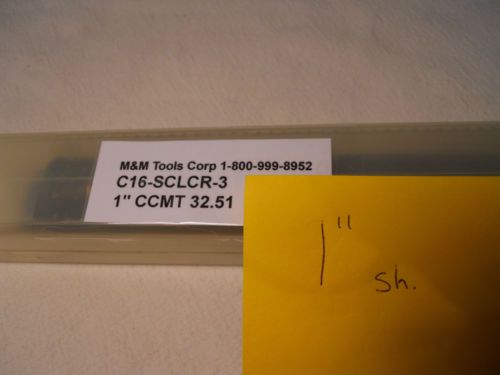 M&M Tools Corp 1-800-999-8952
C16-SCLCR-3
1" CCMT 32.51
1"
sh.